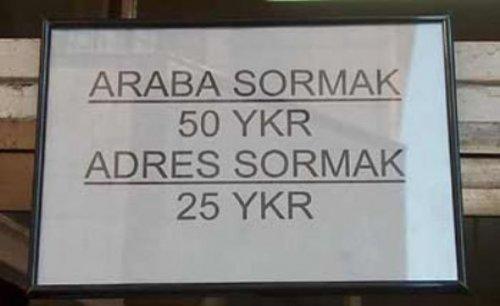 ARABA SORMAK
50 YKR
ADRES SORMAK
25 YKR